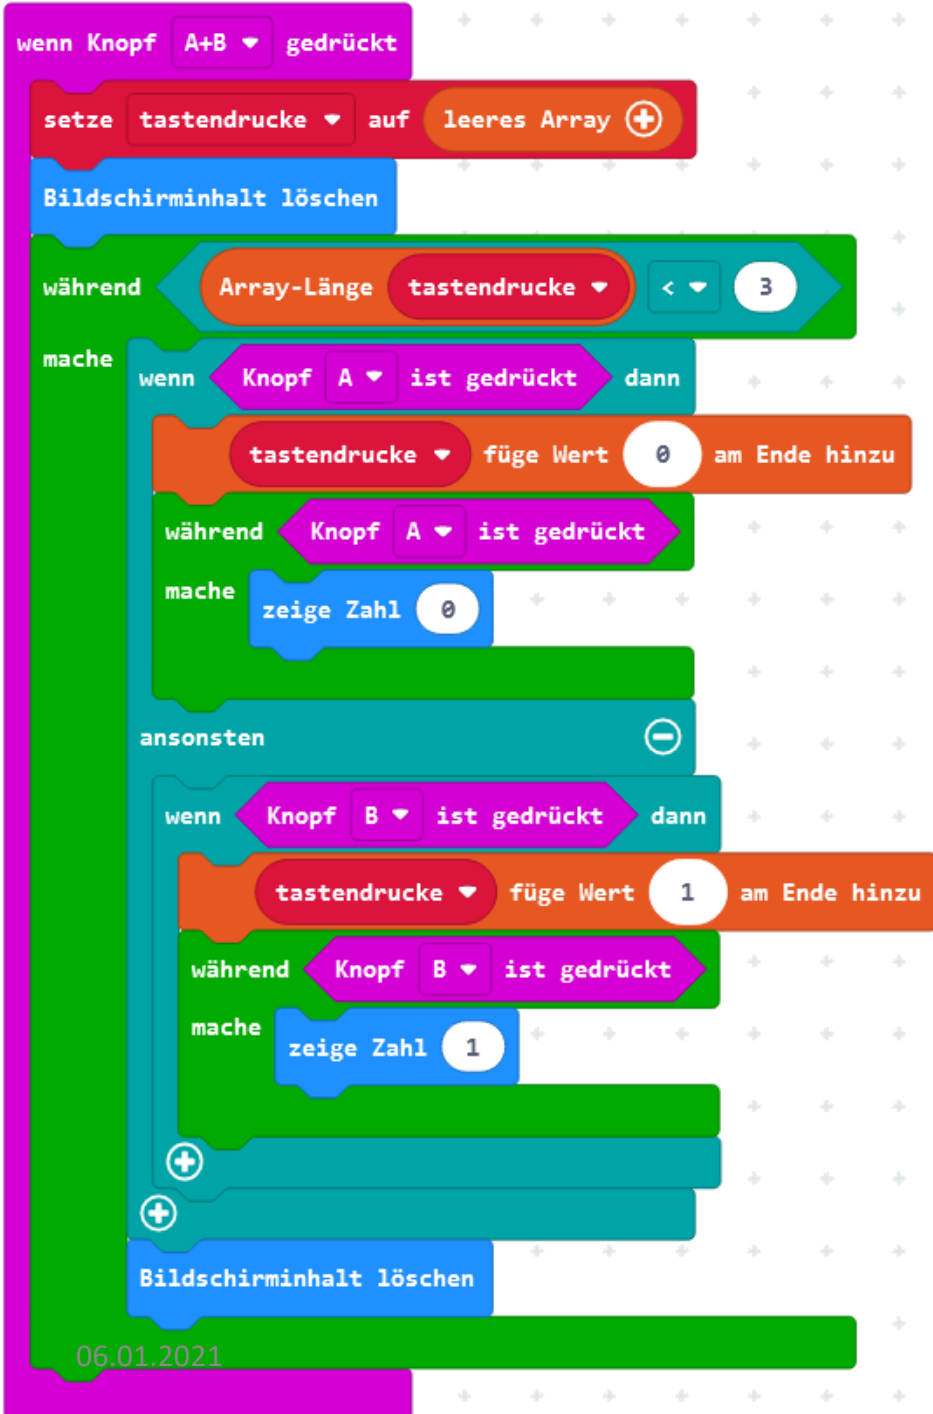 wenn Knopf A+B gedrückt
setze tastendrucke auf leeres Array
Bildschirminhalt löschen
während Array-Länge tastendrucke < 3
mache
wenn Knopf A ist gedrückt dann
tastendrucke füge Wert 0 am Ende hinzu
während Knopf A ist gedrückt
mache
zeige Zahl 0
ansonsten
wenn Knopf B ist gedrückt dann
tastendrucke füge Wert 1 am Ende hinzu
während Knopf B ist gedrückt
mache
zeige Zahl 1
Bildschirminhalt löschen
06.01.2021